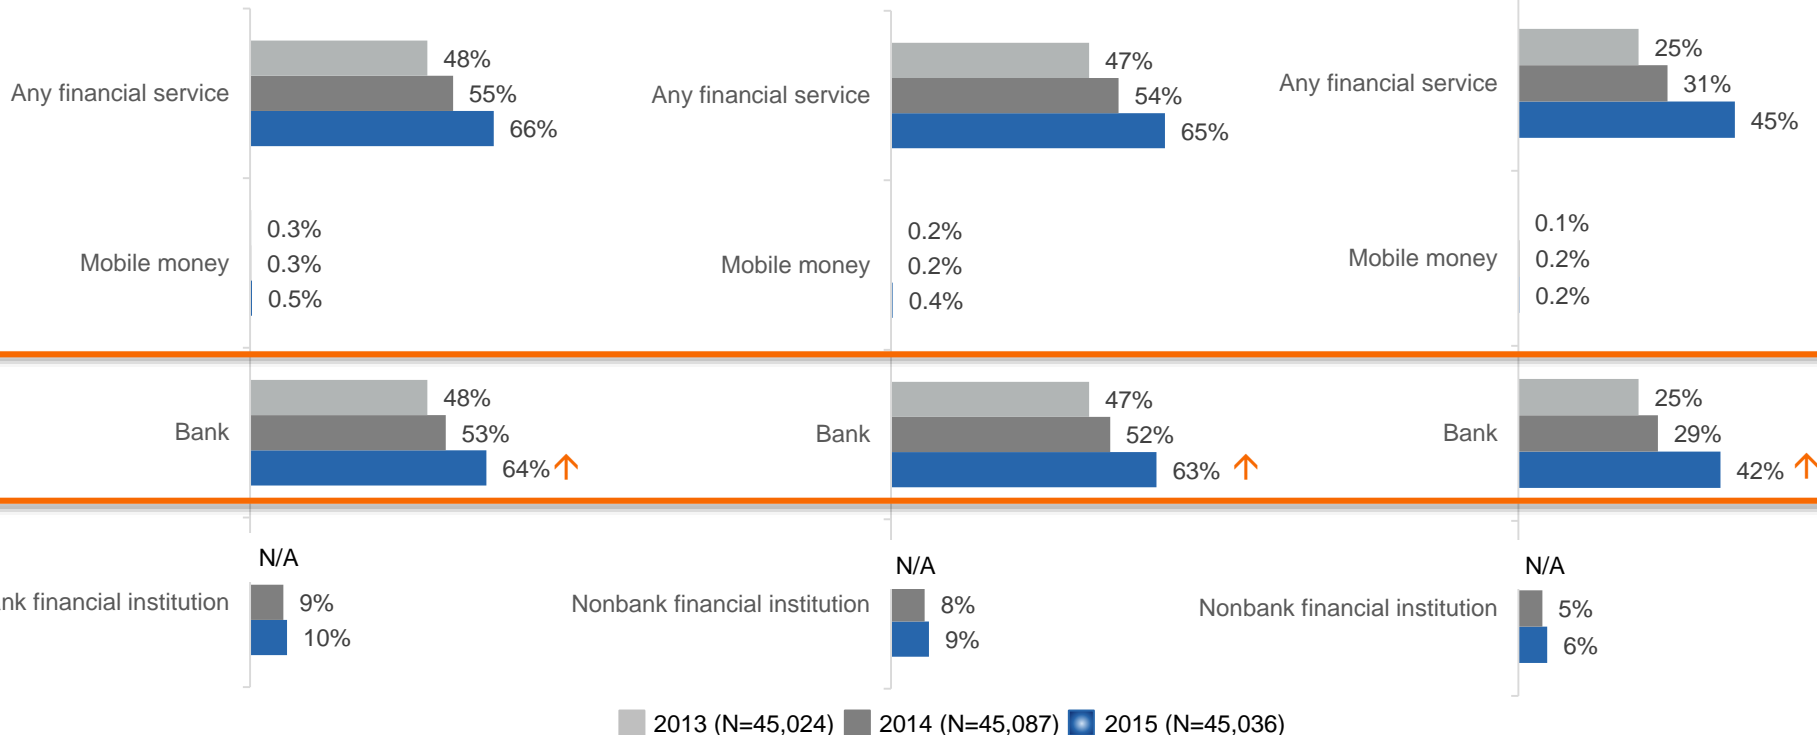 48%
Any financial service
55%
66%
0.3%
Mobile money
0.3%
0.5%
48%
Bank
53%
64%
N/A
nk financial institution
9%
10%
47%
Any financial service
54%
65%
0.2%
Mobile money
0.2%
0.4%
47%
Bank
52%
63%
N/A
Nonbank financial institution
8%
9%
25%
Any financial service
31%
45%
0.1%
Mobile money
0.2%
0.2%
25%
Bank
29%
42%
N/A
Nonbank financial institution
5%
6%
2013 (N=45,024) 2014 (N=45,087) 2015 (N=45,036)